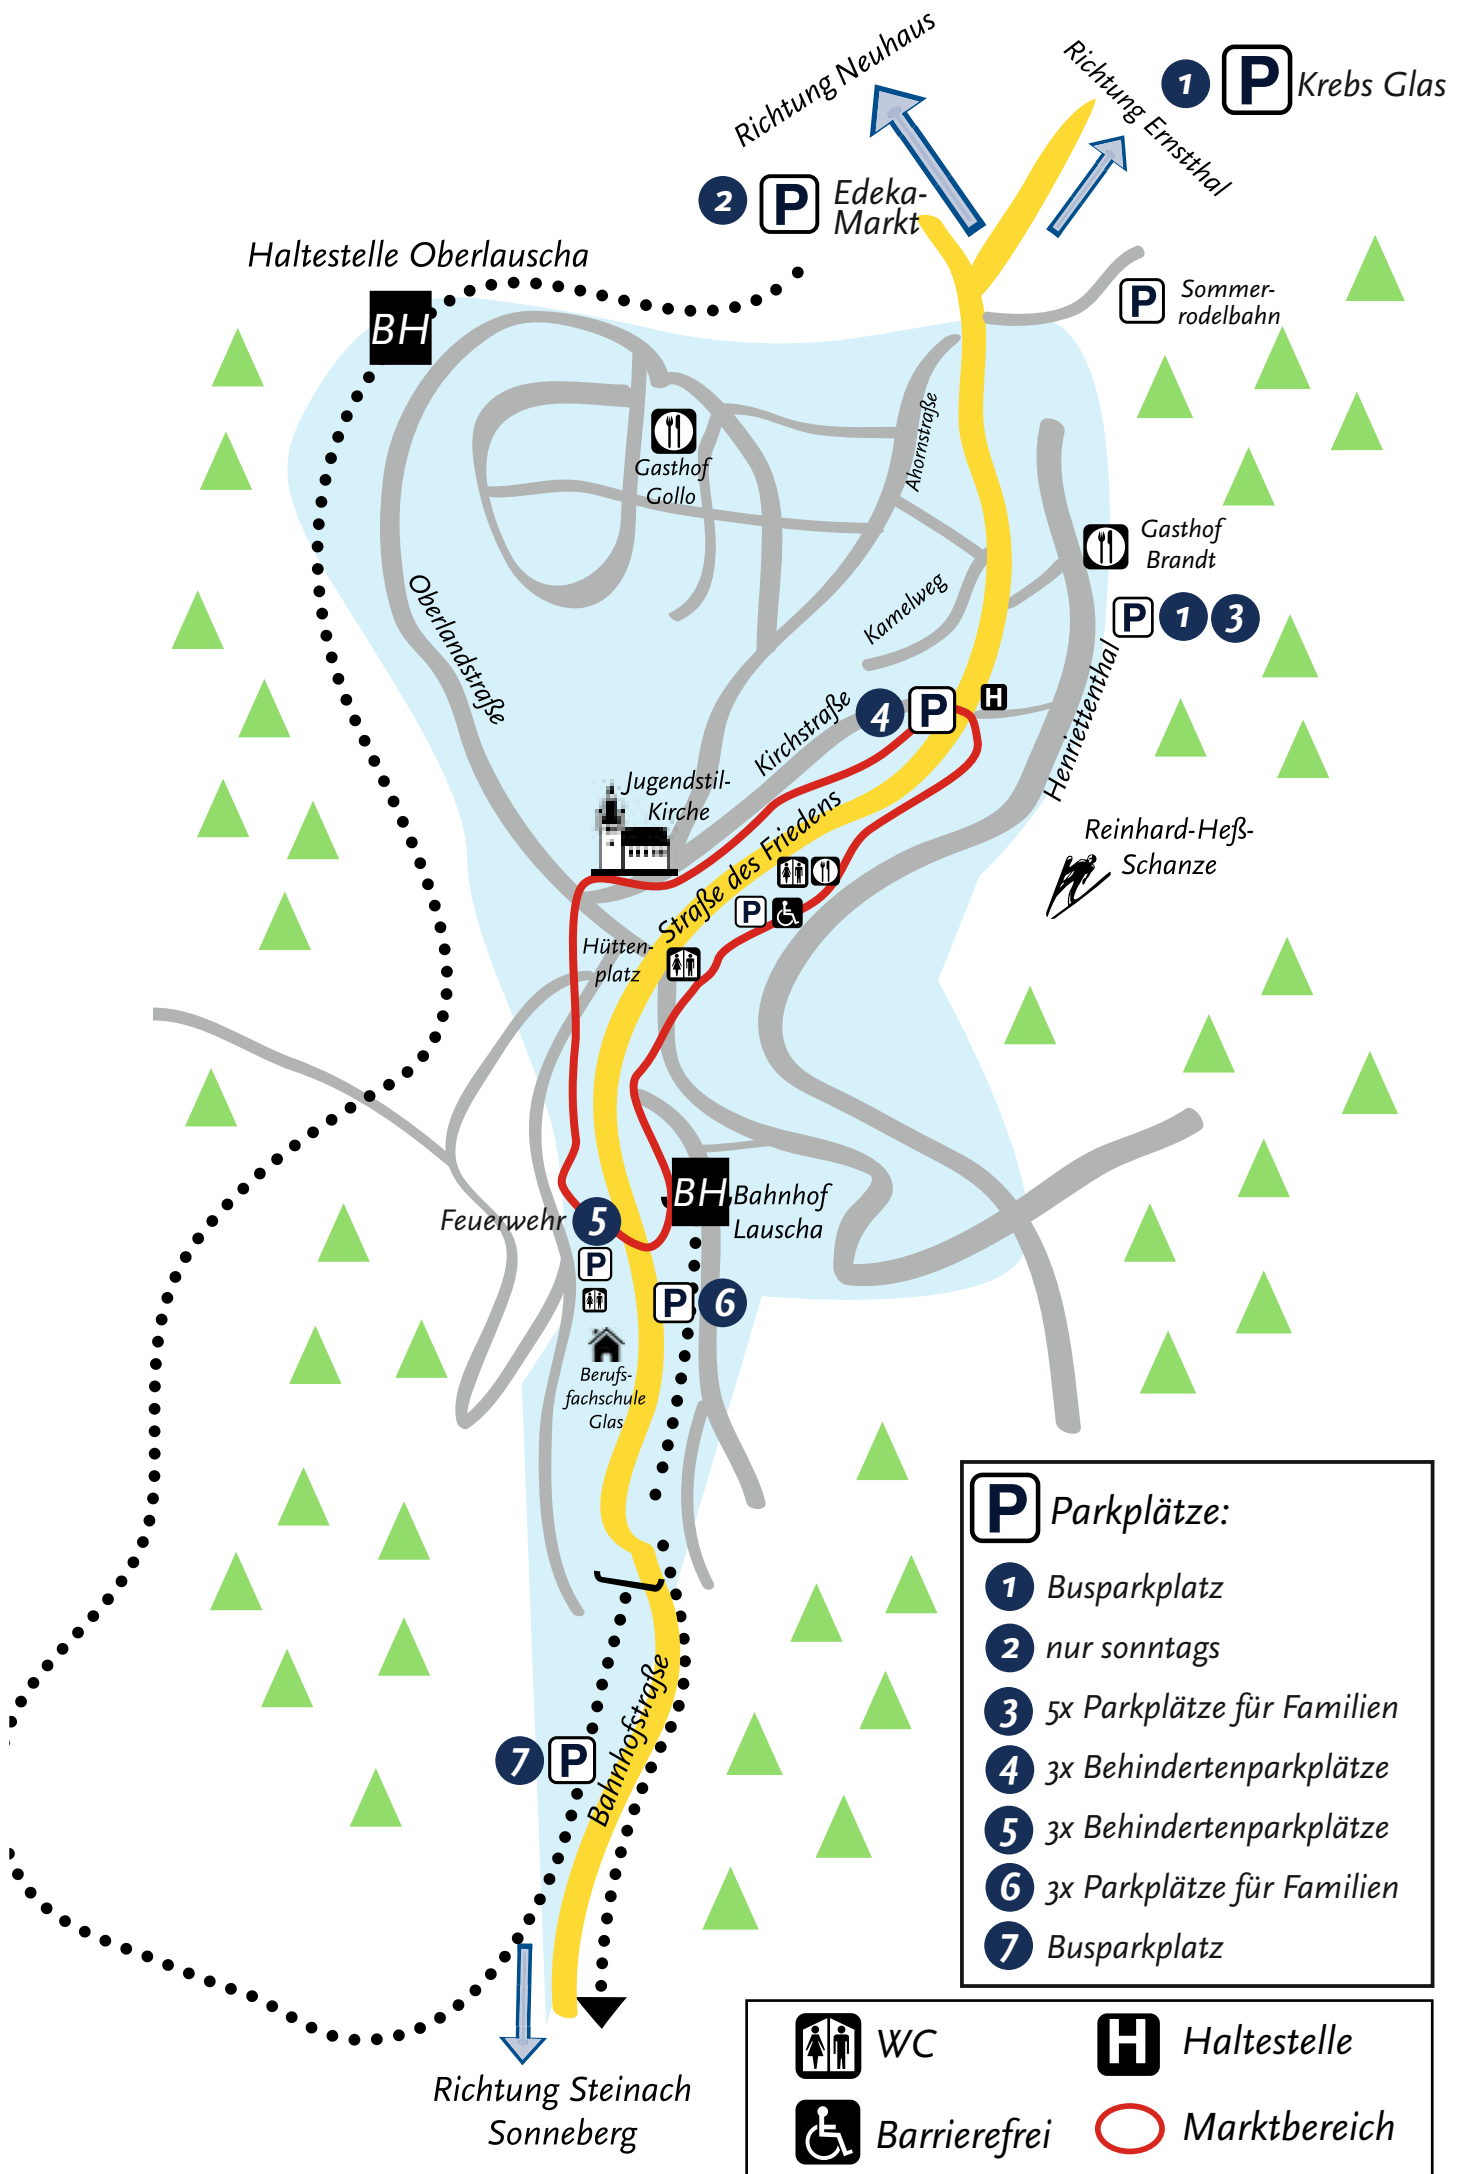 Richtung Neuhaus
Richtung Ernstthal
1 P Krebs Glas
2 P Edeka-
Markt
Haltestelle Oberlauscha
BH
P Sommer-
rodelbahn
Ahornstraße
Gasthof
Gollo
Gasthof
Brandt
P 1 3
Oberlandstraße
Kamelweg
Henriettenthal
Kirchstraße
4 P H
Jugendstil-
Kirche
Straße des Friedens
Reinhard-Heß-
Schanze
P
Hütten-
platz
BH Bahnhof
Lauscha
Feuerwehr 5
P
P 6
Berufs-
fachschule
Glas
7 P
Bahnhofstraße
Richtung Steinach
Sonneberg
P Parkplätze:
1 Busparkplatz
2 nur sonntags
3 5x Parkplätze für Familien
4 3x Behindertenparkplätze
5 3x Behindertenparkplätze
6 3x Parkplätze für Familien
7 Busparkplatz
WC
H Haltestelle
Barrierefrei
Marktbereich